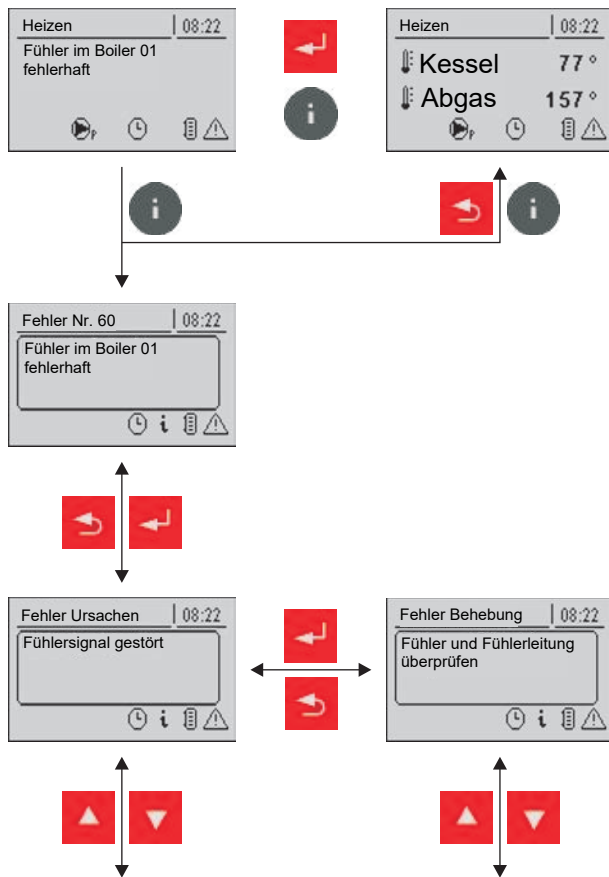 Heizen 08:22
Fühler im Boiler 01
fehlerhaft
P
i
Heizen 08:22
Kessel 77 °
Abgas 157 °
P
i
i
Fehler Nr. 60 08:22
Fühler im Boiler 01
fehlerhaft
i
Fehler Ursachen 08:22
Fühlersignal gestört
i
Fehler Behebung 08:22
Fühler und Fühlerleitung
überprüfen
i